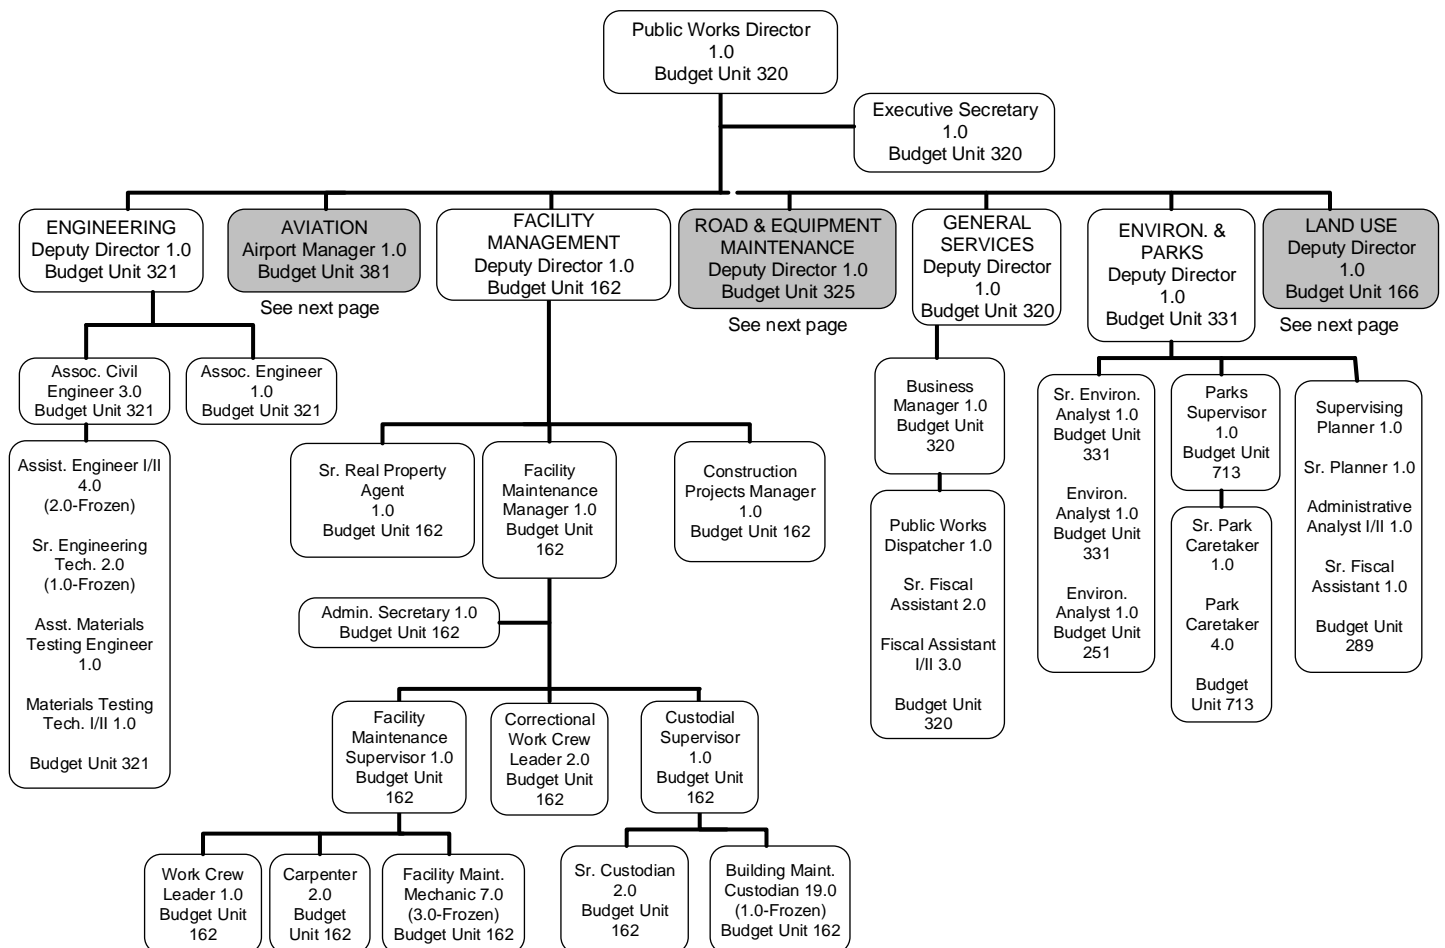 Public Works Director
1.0
Budget Unit 320
Executive Secretary
1.0
Budget Unit 320
ENGINEERING
Deputy Director 1.0
Budget Unit 321
AVIATION
Airport Manager 1.0
Budget Unit 381
See next page
FACILITY
MANAGEMENT
Deputy Director 1.0
Budget Unit 162
ROAD & EQUIPMENT
MAINTENANCE
Deputy Director 1.0
Budget Unit 325
See next page
GENERAL
SERVICES
Deputy Director
1.0
Budget Unit 320
ENVIRON. &
PARKS
Deputy Director
1.0
Budget Unit 331
LAND USE
Deputy Director
1.0
Budget Unit 166
See next page
Assoc. Civil
Engineer 3.0
Budget Unit 321
Assoc. Engineer
1.0
Budget Unit 321
Assist. Engineer I/II
4.0
(2.0-Frozen)
Sr. Engineering
Tech. 2.0
(1.0-Frozen)
Asst. Materials
Testing Engineer
1.0
Materials Testing
Tech. I/II 1.0
Budget Unit 321
Sr. Real Property
Agent
1.0
Budget Unit 162
Facility
Maintenance
Manager 1.0
Budget Unit
162
Construction
Projects Manager
1.0
Budget Unit 162
Admin. Secretary 1.0
Budget Unit 162
Facility
Maintenance
Supervisor 1.0
Budget Unit
162
Correctional
Work Crew
Leader 2.0
Budget Unit
162
Custodial
Supervisor
1.0
Budget Unit
162
Work Crew
Leader 1.0
Budget Unit
162
Carpenter
2.0
Budget
Unit 162
Facility Maint.
Mechanic 7.0
(3.0-Frozen)
Budget Unit 162
Sr. Custodian
2.0
Budget Unit
162
Building Maint.
Custodian 19.0
(1.0-Frozen)
Budget Unit 162
Business
Manager 1.0
Budget Unit
320
Public Works
Dispatcher 1.0
Sr. Fiscal
Assistant 2.0
Fiscal Assistant
I/II 3.0
Budget Unit
320
Sr. Environ.
Analyst 1.0
Budget Unit
331
Environ.
Analyst 1.0
Budget Unit
331
Environ.
Analyst 1.0
Budget Unit
251
Parks
Supervisor
1.0
Budget Unit
713
Sr. Park
Caretaker
1.0
Park
Caretaker
4.0
Budget
Unit 713
Supervising
Planner 1.0
Sr. Planner 1.0
Administrative
Analyst I/II 1.0
Sr. Fiscal
Assistant 1.0
Budget Unit
289